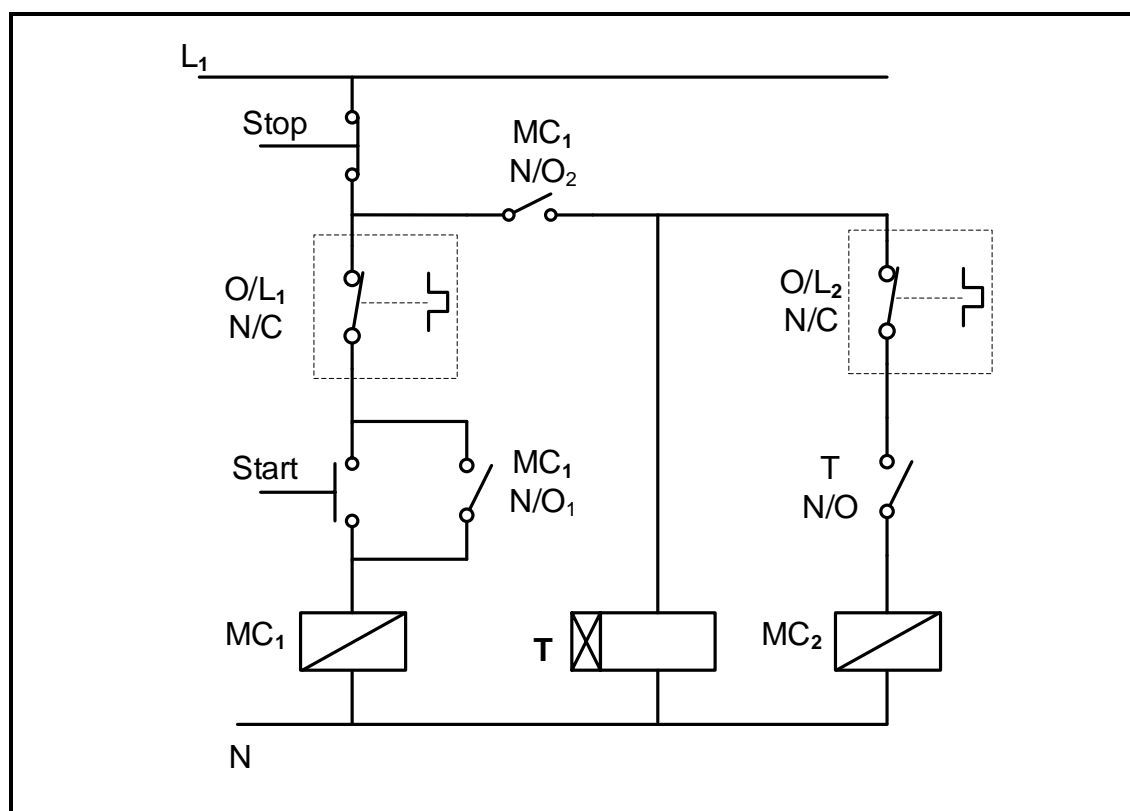 L₁
Stop
MC₁
N/O₂
O/L₁
N/C
O/L₂
N/C
Start
MC₁
N/O₁
T
N/O
MC₁
T
MC₂
N